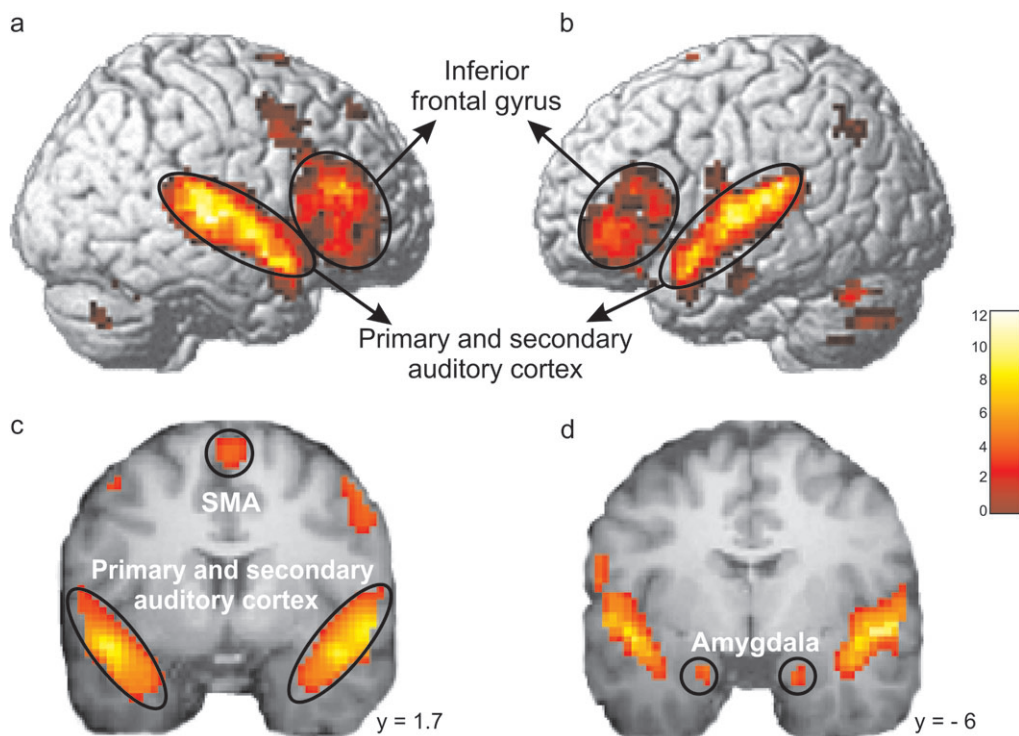 a
b
Inferior
frontal gyrus
Primary and secondary
auditory cortex
12
10
8
6
4
2
0
c
SMA
Primary and secondary
auditory cortex
y = 1.7
d
Amygdala
y = - 6